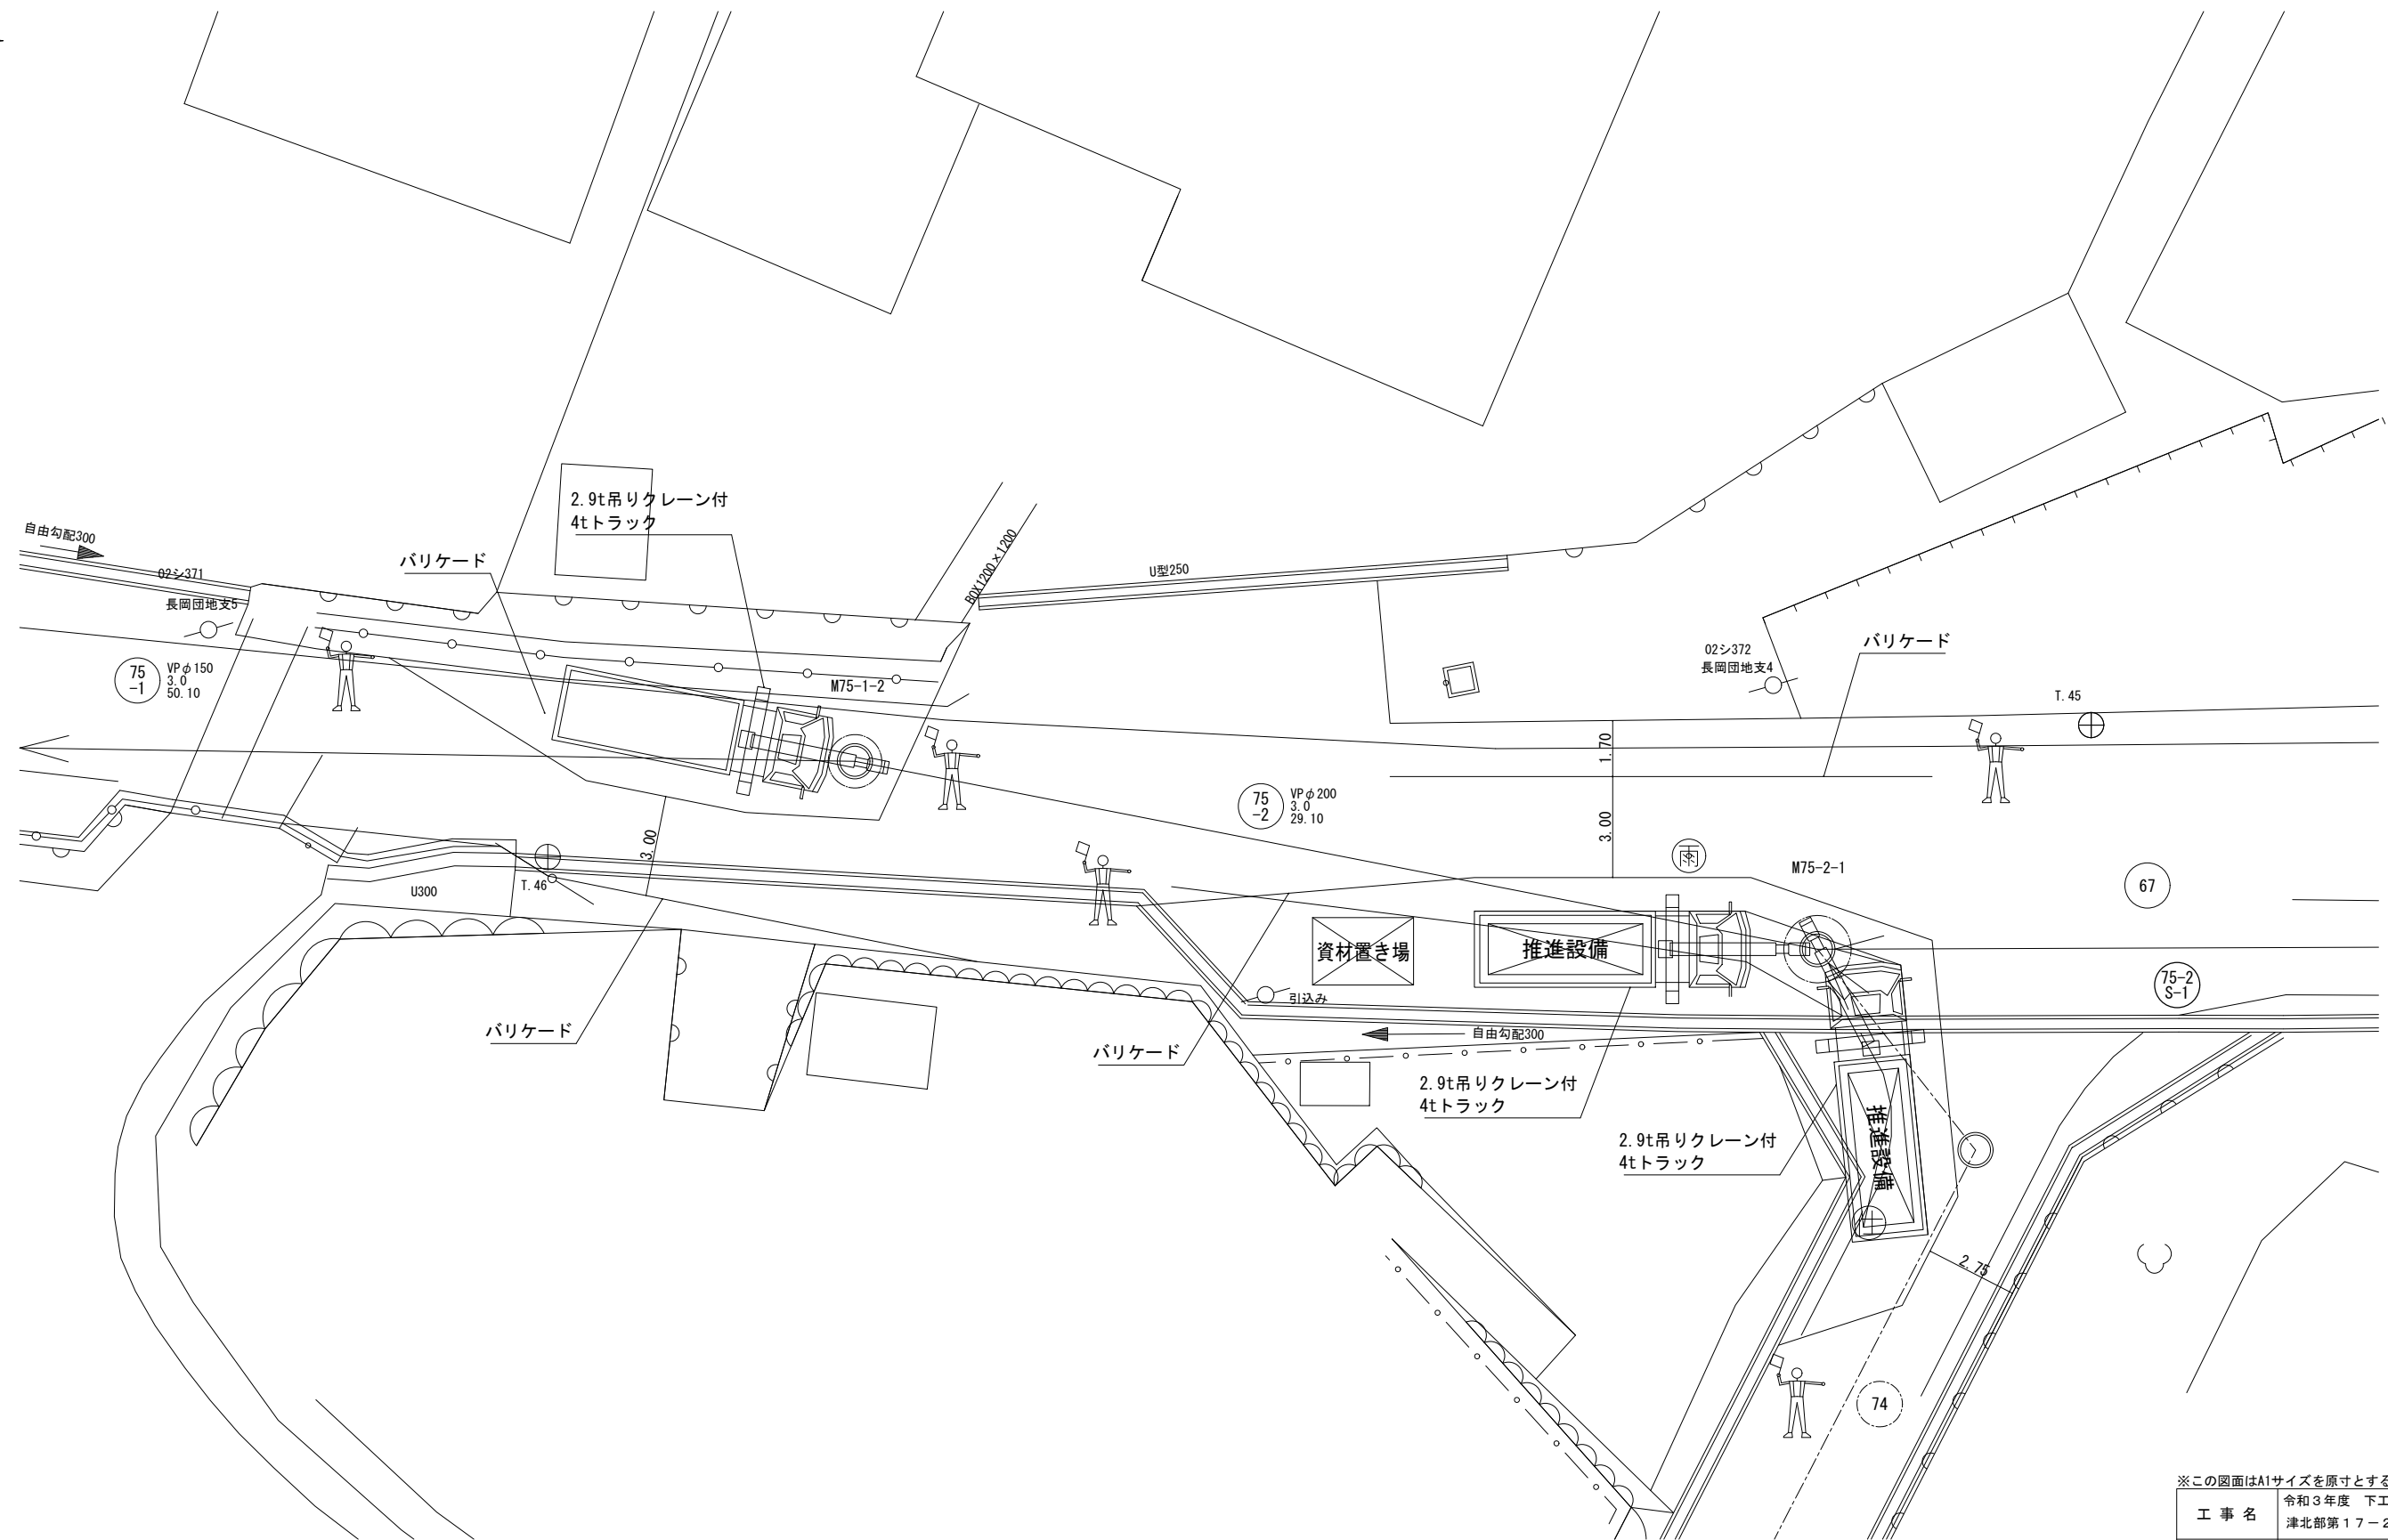 2.9t吊りクレーン付
4tトラック
自由勾配300
バリケード
BOX1200×1200
U型250
02シ371
長岡団地支5
75
-1
VPφ150
3.0
50.10
M75-1-2
02シ372
長岡団地支4
バリケード
T.45
1.70
75
-2
VPφ200
3.0
29.10
3.00
3.00
雨
M75-2-1
67
U300
T.46
資材置き場
推進設備
75-2
S-1
引込み
バリケード
バリケード
自由勾配300
2.9t吊りクレーン付
4tトラック
2.9t吊りクレーン付
4tトラック
推進設備
2.75
74
※この図面はA1サイズを原寸とする
工事名
令和3年度 下工
津北部第17-2